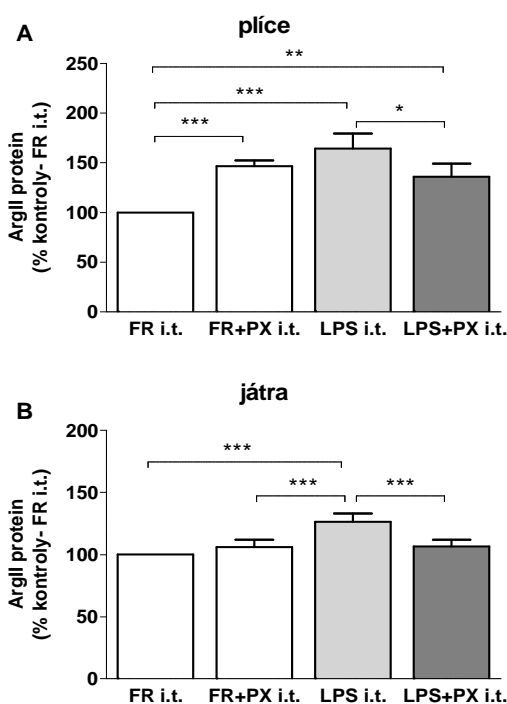 A
plíce
ArgII protein
(% kontroly- FR i.t.)
250
200
150
100
50
0
**
***
*
***
FR i.t.
FR+PX i.t.
LPS i.t.
LPS+PX i.t.
B
játra
ArgII protein
(% kontroly- FR i.t.)
200
150
100
50
0
***
***
***
FR i.t.
FR+PX i.t.
LPS i.t.
LPS+PX i.t.